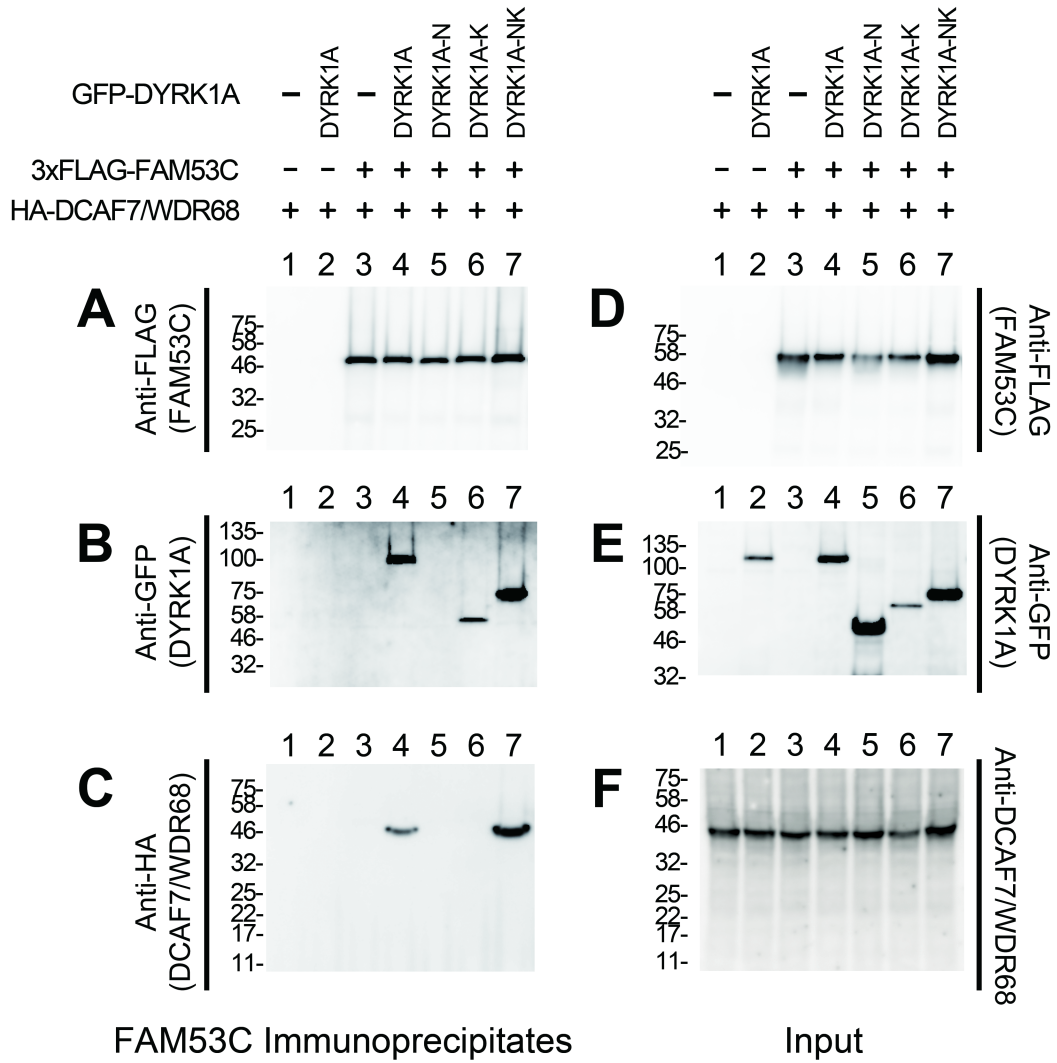 GFP-DYRK1A – DYRK1A – DYRK1A DYRK1A-N DYRK1A-K DYRK1A-NK – DYRK1A – DYRK1A DYRK1A-N DYRK1A-K DYRK1A-NK
3xFLAG-FAM53C – – + + + + + – – + + + + +
HA-DCAF7/WDR68 + + + + + + + + + + + + + +
1 2 3 4 5 6 7
A
Anti-FLAG
(FAM53C)
75-
58-
46-
32-
25-
1 2 3 4 5 6 7
D
75-
58-
46-
32-
25-
Anti-FLAG
(FAM53C)
1 2 3 4 5 6 7
B
Anti-GFP
(DYRK1A)
135-
100-
75-
58-
46-
32-
1 2 3 4 5 6 7
E
135-
100-
75-
58-
46-
32-
Anti-GFP
(DYRK1A)
1 2 3 4 5 6 7
C
Anti-HA
(DCAF7/WDR68)
75-
58-
46-
32-
25-
22-
17-
11-
1 2 3 4 5 6 7
F
75-
58-
46-
32-
25-
22-
17-
11-
Anti-DCAF7/WDR68
FAM53C Immunoprecipitates
Input